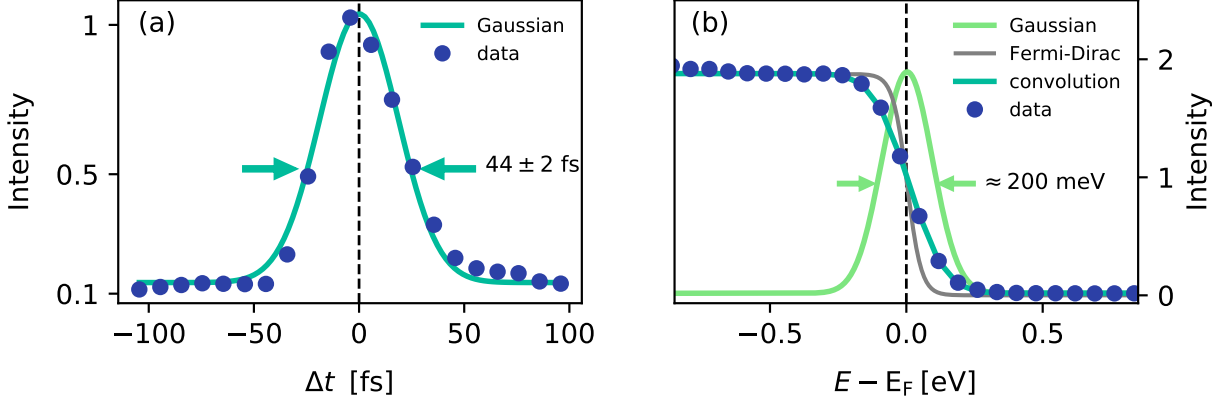 (a)
Gaussian
data
44 ± 2 fs
Intensity
1
0.5
0.1
−100
−50
0
50
100
Δt [fs]
(b)
Gaussian
Fermi-Dirac
convolution
data
≈ 200 meV
2
1
0
Intensity
−0.5
0.0
0.5
E − E_F [eV]